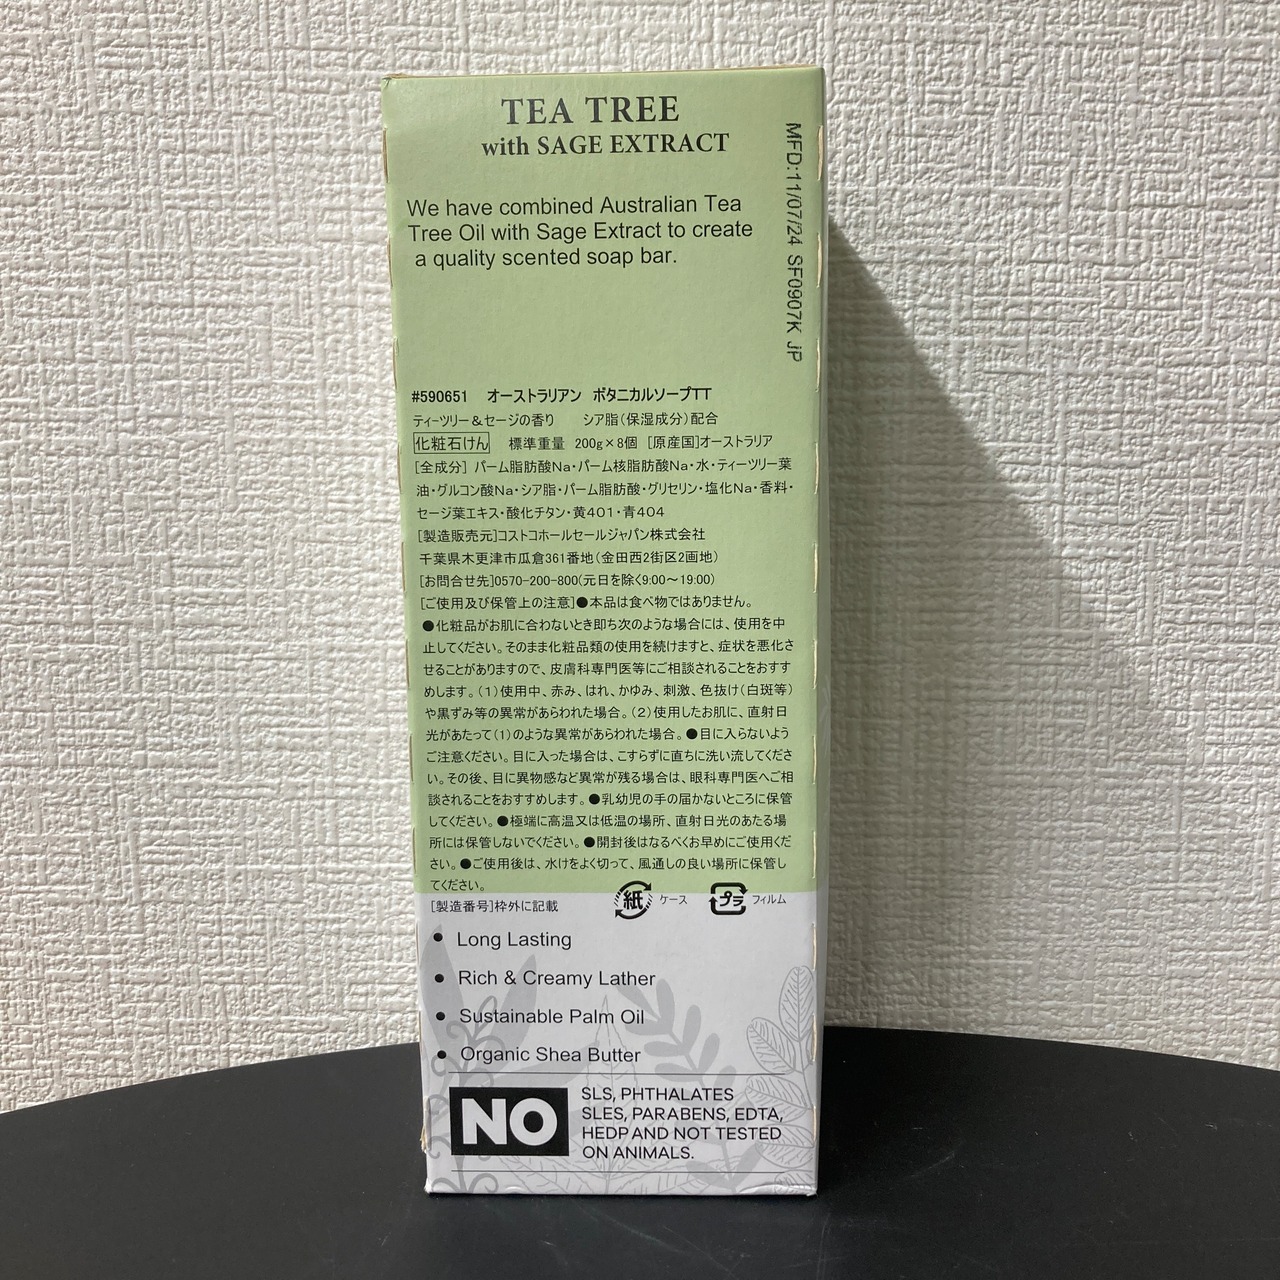 TEA TREE
with SAGE EXTRACT
We have combined Australian Tea
Tree Oil with Sage Extract to create
a quality scented soap bar.
MFD:11/07/24 SF0907K JP
#590651 オーストラリアン ボタニカルソープTT
ティーツリー&セージの香り シア脂(保湿成分)配合
化粧石けん 標準重量 200g×8個 [原産国]オーストラリア
[全成分] パーム脂肪酸Na・パーム核脂肪酸Na・水・ティーツリー葉
油・グルコン酸Na・シア脂・パーム脂肪酸・グリセリン・塩化Na・香料・
セージ葉エキス・酸化チタン・黄401・青404
[製造販売元]コストコホールセールジャパン株式会社
千葉県木更津市瓜倉361番地(金田西2街区2画地)
[お問合せ先]0570-200-800(元日を除く9:00～19:00)
[ご使用及び保管上の注意]●本品は食べ物ではありません。
●化粧品がお肌に合わないとき即ち次のような場合には、使用を中
止してください。そのまま化粧品類の使用を続けますと、症状を悪化さ
せることがありますので、皮膚科専門医等にご相談されることをおすす
めします。(1)使用中、赤み、はれ、かゆみ、刺激、色抜け(白斑等)
や黒ずみ等の異常があらわれた場合。(2)使用したお肌に、直射日
光があたって(1)のような異常があらわれた場合。●目に入らないよう
ご注意ください。目に入った場合は、こすらずに直ちに洗い流してくださ
い。その後、目に異物感など異常が残る場合は、眼科専門医へご相
談されることをおすすめします。●乳幼児の手の届かないところに保管
してください。●極端に高温又は低温の場所、直射日光のあたる場
所には保管しないでください。●開封後はなるべくお早めにご使用くだ
さい。●ご使用後は、水けをよく切って、風通しの良い場所に保管し
てください。
[製造番号]枠外に記載 紙 ケース プラ フィルム
• Long Lasting
• Rich & Creamy Lather
• Sustainable Palm Oil
• Organic Shea Butter
NO
SLS, PHTHALATES
SLES, PARABENS, EDTA,
HEDP AND NOT TESTED
ON ANIMALS.